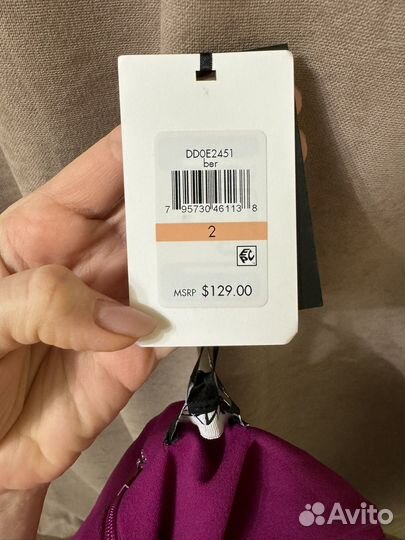 DD0E2451
ber
7 95730 46113 8
2
MSRP $129.00
Avito